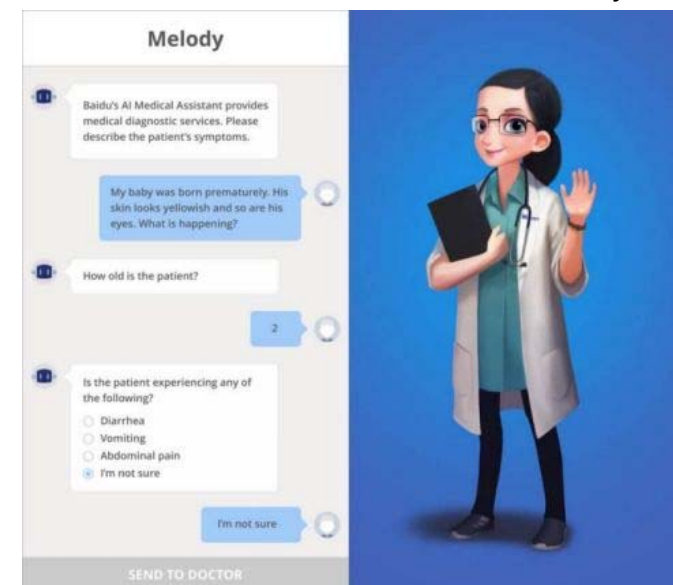 Melody
Baidu's AI Medical Assistant provides
medical diagnostic services. Please
describe the patient's symptoms.
My baby was born prematurely. His
skin looks yellowish and so are his
eyes. What is happening?
How old is the patient?
2
Is the patient experiencing any of
the following?
Diarrhea
Vomiting
Abdominal pain
I'm not sure
I'm not sure
SEND TO DOCTOR